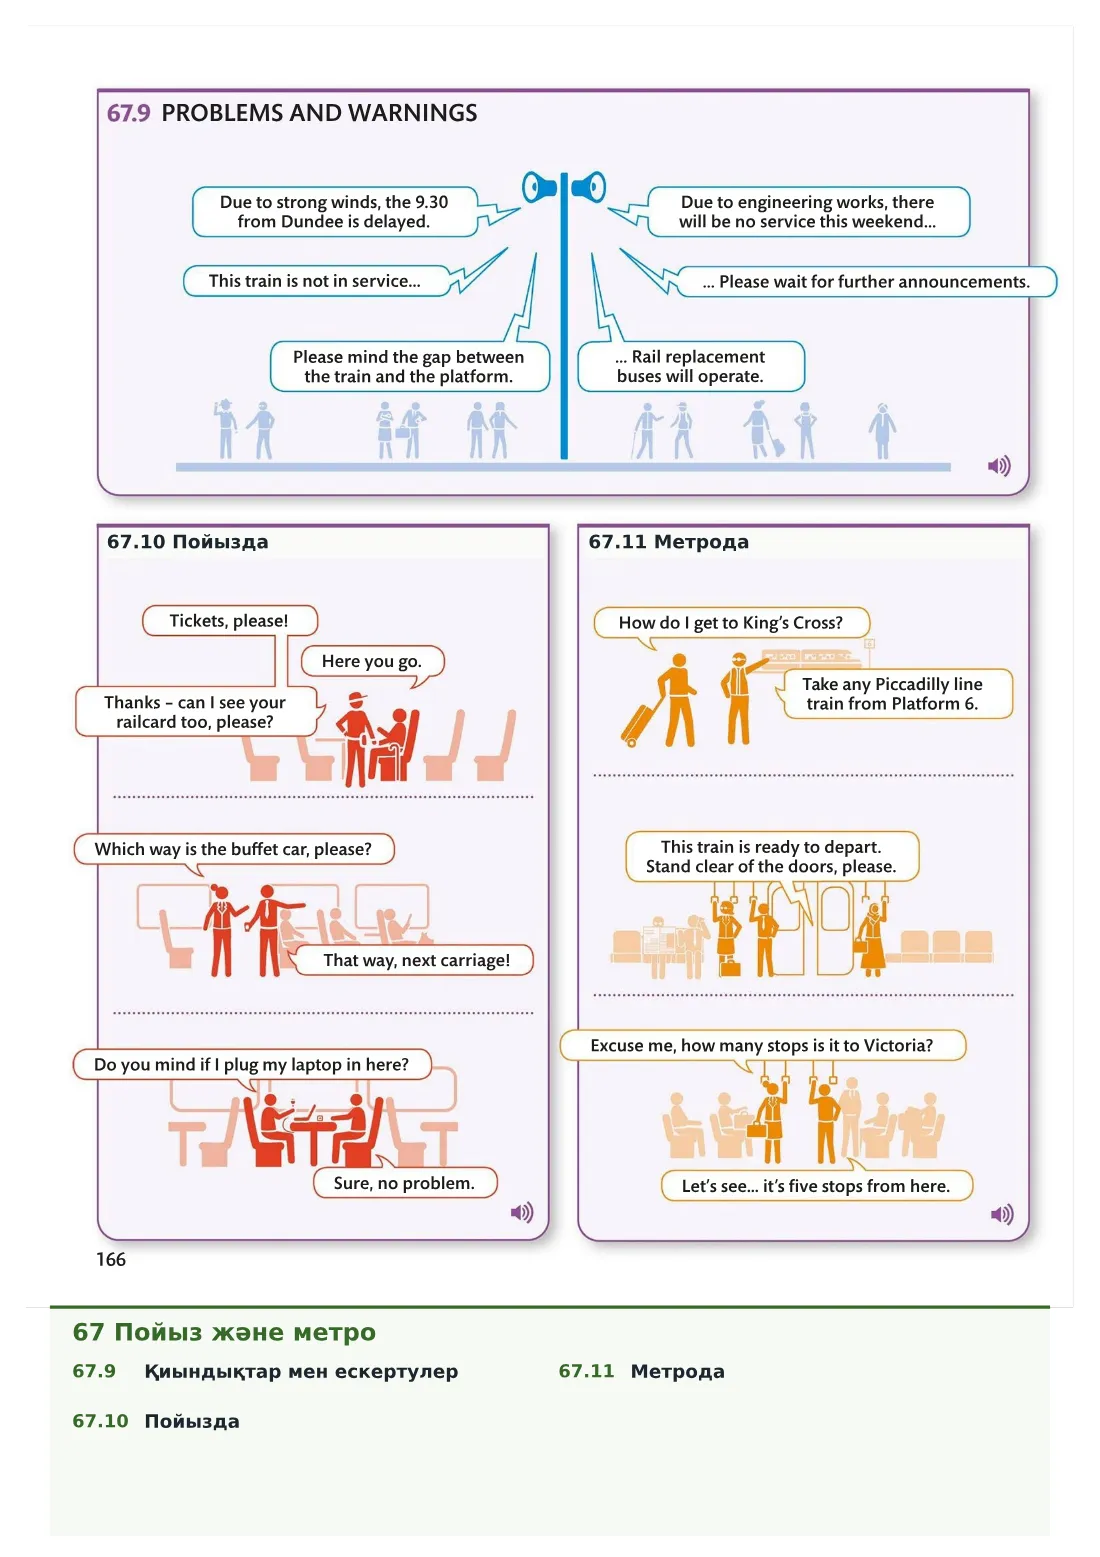 67.9 PROBLEMS AND WARNINGS
Due to strong winds, the 9.30
from Dundee is delayed.
Due to engineering works, there
will be no service this weekend...
This train is not in service...
... Please wait for further announcements.
Please mind the gap between
the train and the platform.
... Rail replacement
buses will operate.
67.10 Пойызда
Tickets, please!
Here you go.
Thanks – can I see your
railcard too, please?
Which way is the buffet car, please?
That way, next carriage!
Do you mind if I plug my laptop in here?
Sure, no problem.
67.11 Метрода
How do I get to King's Cross?
Take any Piccadilly line
train from Platform 6.
This train is ready to depart.
Stand clear of the doors, please.
Excuse me, how many stops is it to Victoria?
Let's see... it's five stops from here.
166
67 Пойыз және метро
67.9 Қиындықтар мен ескертулер
67.10 Пойызда
67.11 Метрода